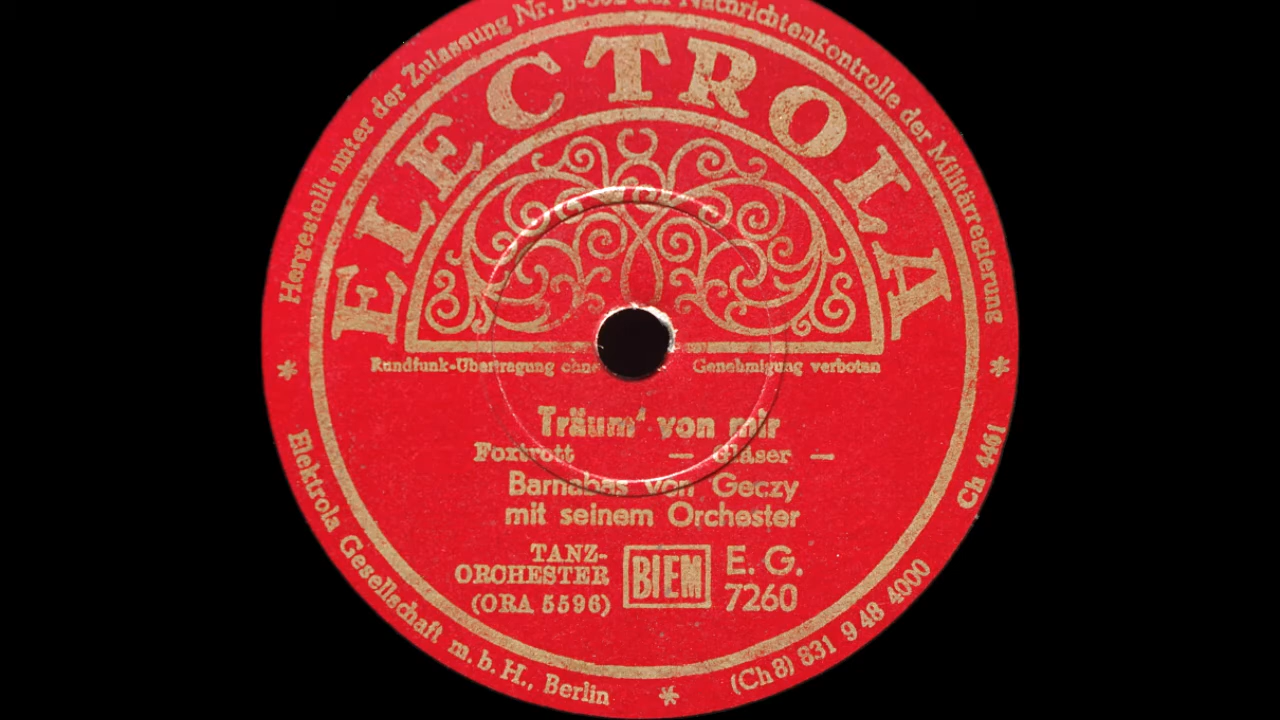 Hergestellt unter der Zulassung Nr. B-502 der Nachrichtenkontrolle der Militärregierung
ELECTROLA
Rundfunk-Übertragung ohne Genehmigung verboten
Träum' von mir
Foxtrott — Gläser —
Barnabas von Geczy
mit seinem Orchester
TANZ-
ORCHESTER
(ORA 5596)
BIEM
E. G.
7260
Elektrola Gesellschaft m. b. H., Berlin
(Ch 8) 831 9 48 4000
Ch 4461